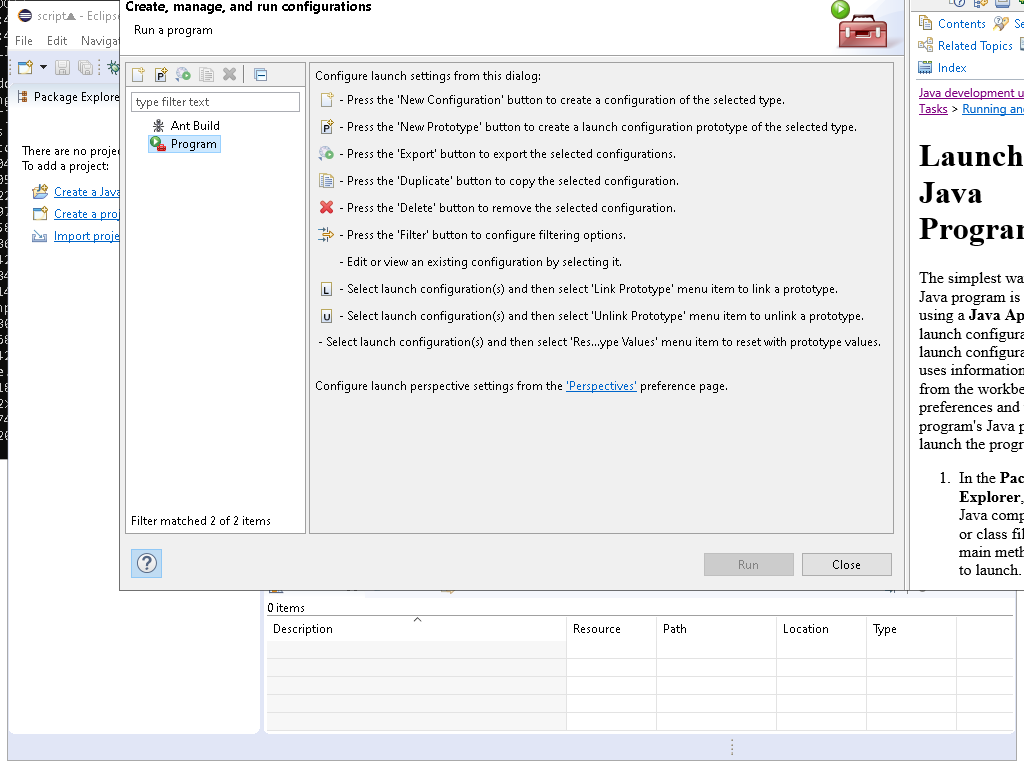 script▲ - Eclipse
File Edit Naviga
Package Explore
There are no projec
To add a project:
Create a Java
Create a proj
Import proje
Create, manage, and run configurations
Run a program
type filter text
Ant Build
Program
Filter matched 2 of 2 items
Configure launch settings from this dialog:
- Press the 'New Configuration' button to create a configuration of the selected type.
- Press the 'New Prototype' button to create a launch configuration prototype of the selected type.
- Press the 'Export' button to export the selected configurations.
- Press the 'Duplicate' button to copy the selected configuration.
- Press the 'Delete' button to remove the selected configuration.
- Press the 'Filter' button to configure filtering options.
- Edit or view an existing configuration by selecting it.
L - Select launch configuration(s) and then select 'Link Prototype' menu item to link a prototype.
U - Select launch configuration(s) and then select 'Unlink Prototype' menu item to unlink a prototype.
- Select launch configuration(s) and then select 'Res...ype Values' menu item to reset with prototype values.
Configure launch perspective settings from the 'Perspectives' preference page.
Run
Close
Contents Se
Related Topics
Index
Java development u
Tasks > Running and
Launch
Java
Program
The simplest wa
Java program is
using a Java Ap
launch configura
launch configura
uses information
from the workbe
preferences and
program's Java p
launch the progr
1. In the Pac
Explorer,
Java comp
or class fil
main meth
to launch.
0 items
Description Resource Path Location Type